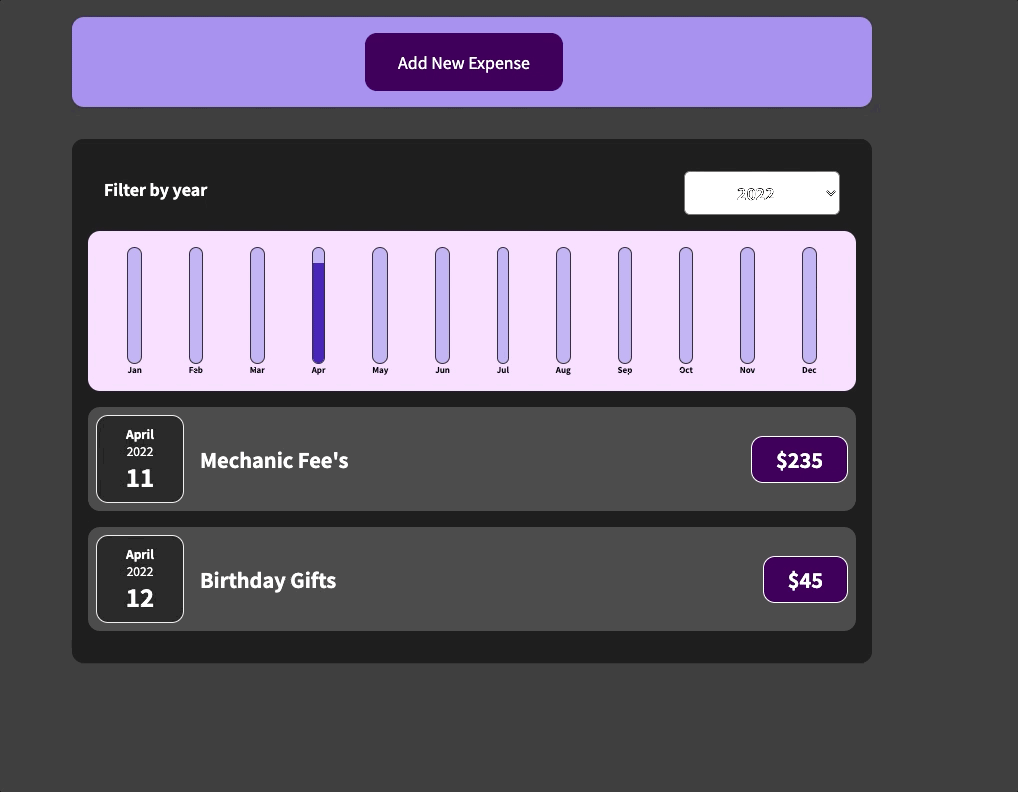 Add New Expense
Filter by year
2022
Jan Feb Mar Apr May Jun Jul Aug Sep Oct Nov Dec
April
2022
11
Mechanic Fee's
$235
April
2022
12
Birthday Gifts
$45